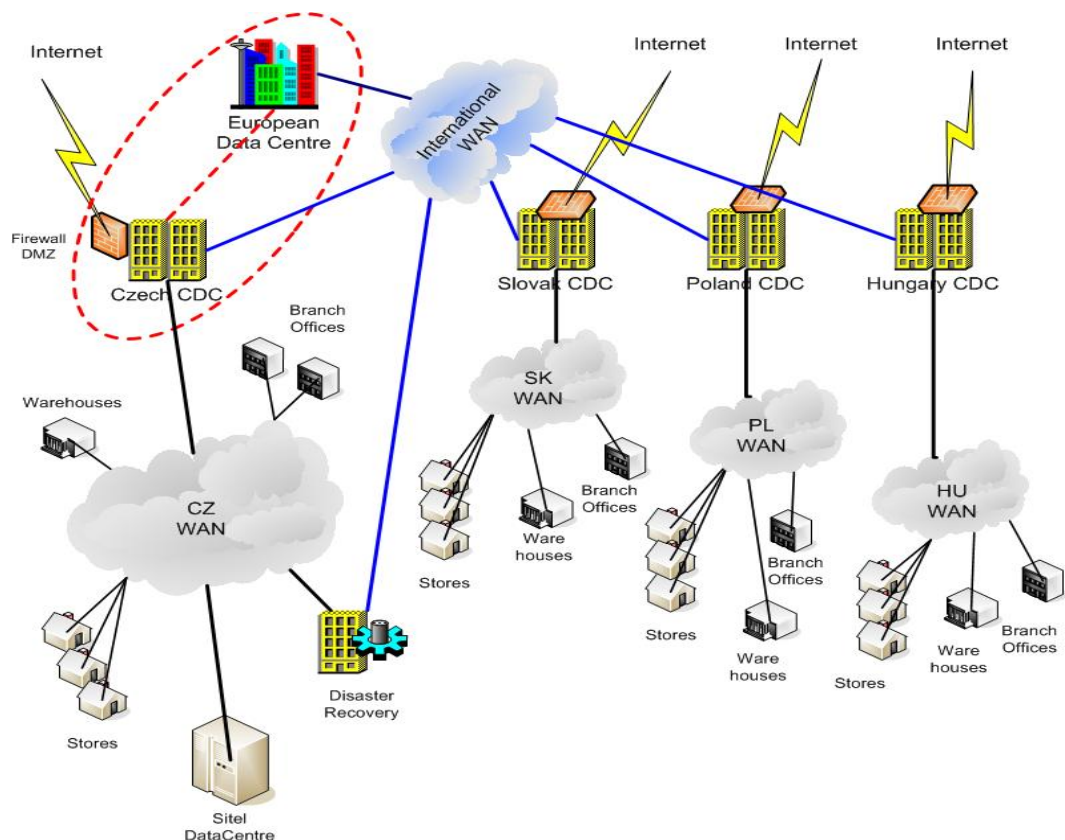 Internet
Internet
Internet
Internet
European
Data Centre
International
WAN
Firewall
DMZ
Czech CDC
Slovak CDC
Poland CDC
Hungary CDC
Branch
Offices
Warehouses
SK
WAN
PL
WAN
CZ
WAN
HU
WAN
Branch
Offices
Ware
houses
Stores
Branch
Offices
Stores
Ware
houses
Branch
Offices
Ware
houses
Stores
Disaster
Recovery
Stores
Sitel
DataCentre